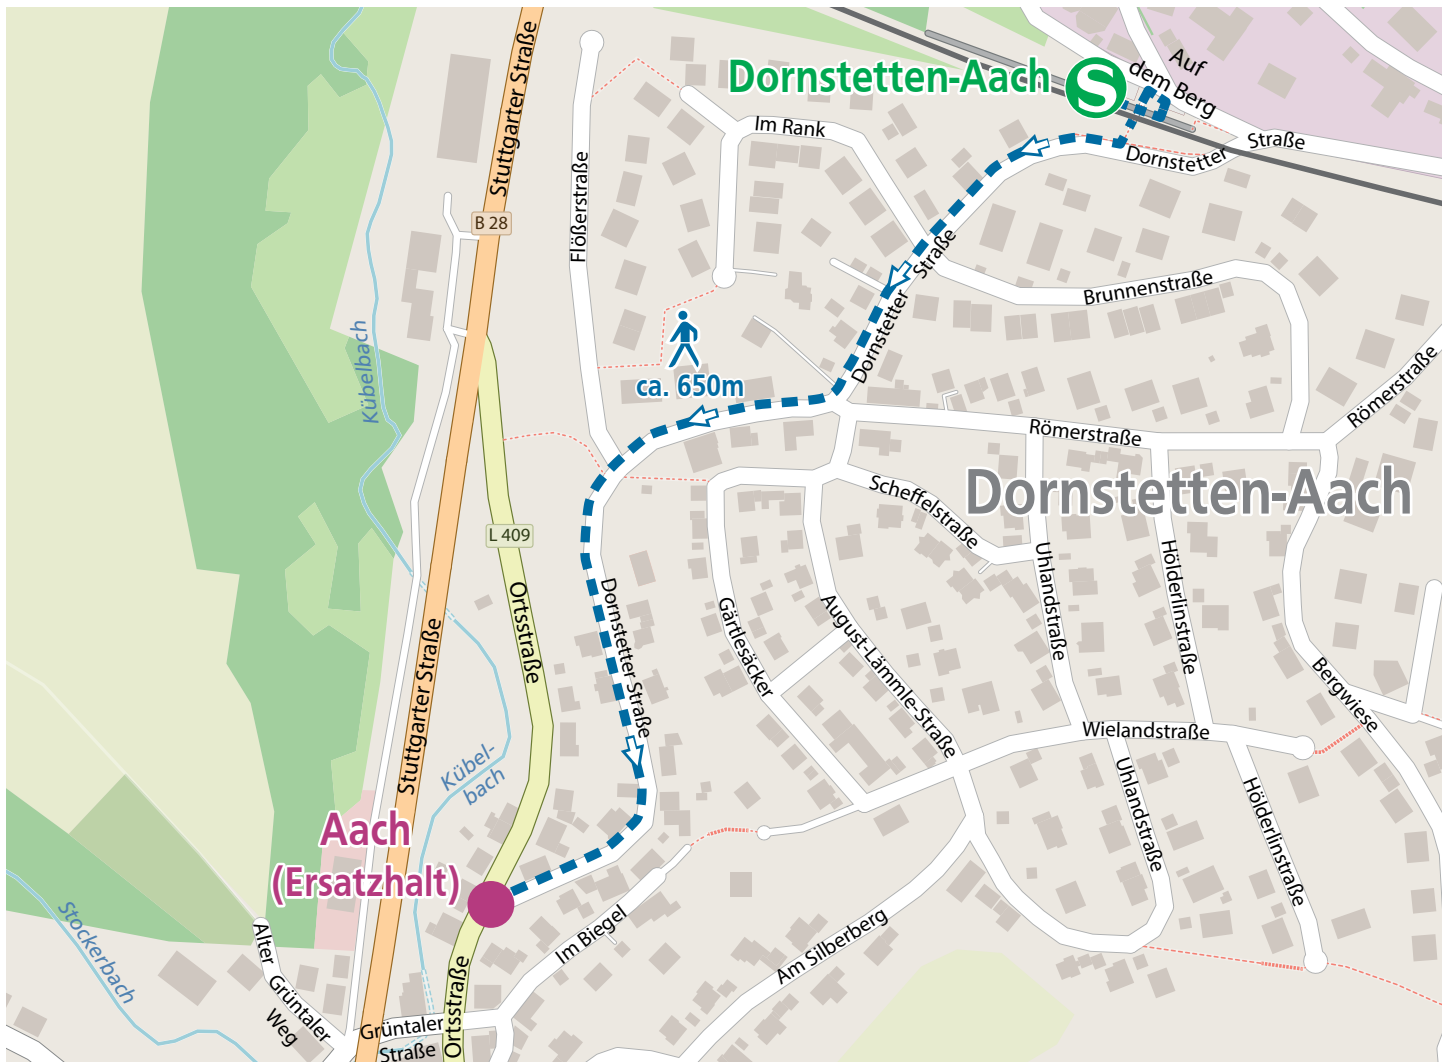 Dornstetten-Aach
S
Auf
dem Berg
Straße
Dornstetter
Im Rank
Stuttgarter Straße
Flößerstraße
B 28
Straße
Dornstetter
Brunnenstraße
Kübelbach
ca. 650m
Römerstraße
Römerstraße
Dornstetten-Aach
Scheffelstraße
L 409
Ortsstraße
Dornstetter Straße
Gärtlesäcker
August-Lämmle-Straße
Uhlandstraße
Hölderlinstraße
Bergwiese
Stuttgarter Straße
Kübel-
bach
Wielandstraße
Uhlandstraße
Hölderlinstraße
Aach
(Ersatzhalt)
Stockerbach
Alter
Grüntaler
Weg
Im Biegel
Am Silberberg
Ortsstraße
Grüntaler
Straße